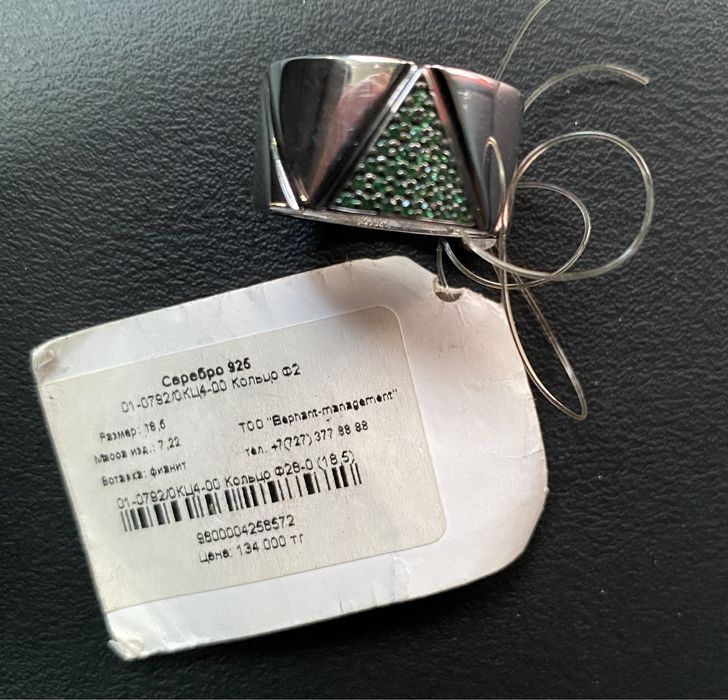 Серебро 925
01-0792/0КЦ4-00 Кольцо Ф2
Размер: 18,5
ТОО "Elephant-management"
Масса изд.: 7,22
тел.: +7(727) 377 88 88
Вставка: фианит
01-0792/0КЦ4-00 Кольцо Ф28-0 (18,5)
9800004258572
Цена: 134 000 тг